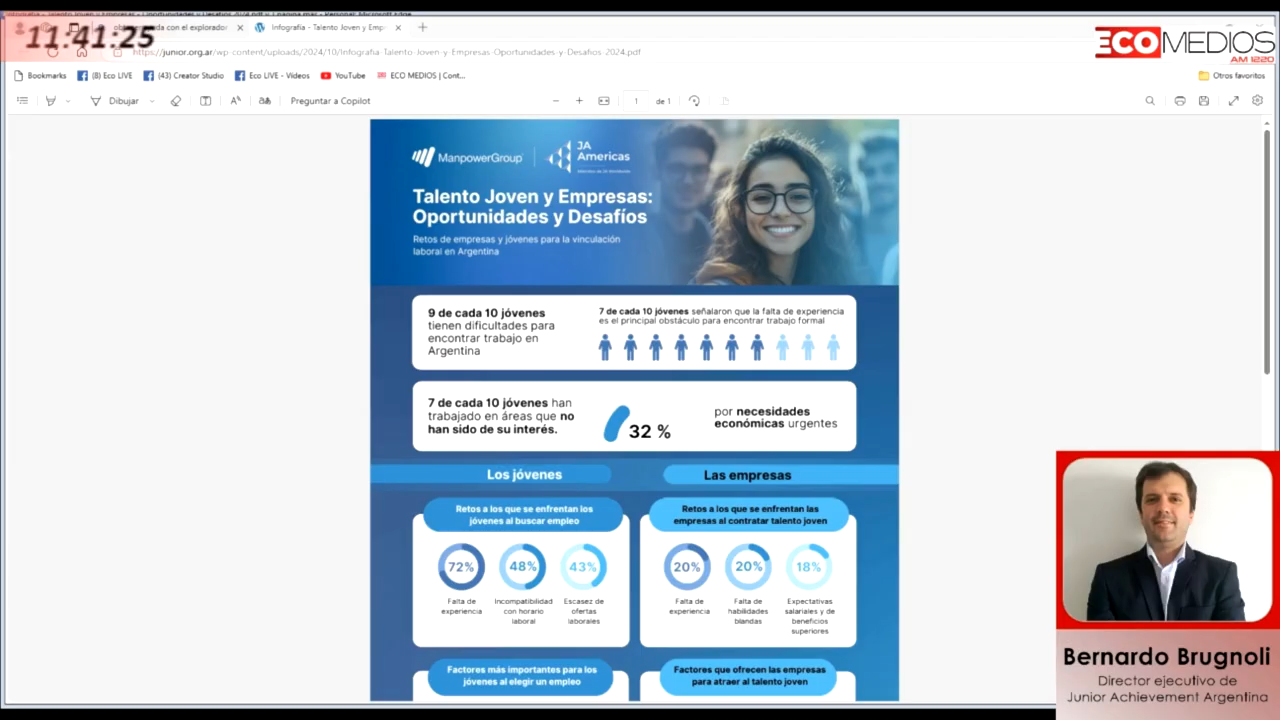 11:41:25
Infografía - Talento Joven y Emp
https://junior.org.ar/wp-content/uploads/2024/10/Infografia-Talento-Joven-y-Empresas-Oportunidades-y-Desafios-2024.pdf
ECOMEDIOS
AM 1220
Bookmarks
(8) Eco LIVE
(43) Creator Studio
Eco LIVE - Videos
YouTube
ECO MEDIOS | Cont...
Otros favoritos
Dibujar
Preguntar a Copilot
1 de 1
ManpowerGroup
JA
Americas
Talento Joven y Empresas:
Oportunidades y Desafíos
Retos de empresas y jóvenes para la vinculación
laboral en Argentina
9 de cada 10 jóvenes
tienen dificultades para
encontrar trabajo en
Argentina
7 de cada 10 jóvenes señalaron que la falta de experiencia
es el principal obstáculo para encontrar trabajo formal
7 de cada 10 jóvenes han
trabajado en áreas que no
han sido de su interés.
32 %
por necesidades
económicas urgentes
Los jóvenes
Las empresas
Retos a los que se enfrentan los
jóvenes al buscar empleo
72%
48%
43%
Falta de
experiencia
Incompatibilidad
con horario
laboral
Escasez de
ofertas
laborales
Retos a los que se enfrentan las
empresas al contratar talento joven
20%
20%
18%
Falta de
experiencia
Falta de
habilidades
blandas
Expectativas
salariales y de
beneficios
superiores
Factores más importantes para los
jóvenes al elegir un empleo
Factores que ofrecen las empresas
para atraer al talento joven
Bernardo Brugnoli
Director ejecutivo de
Junior Achievement Argentina